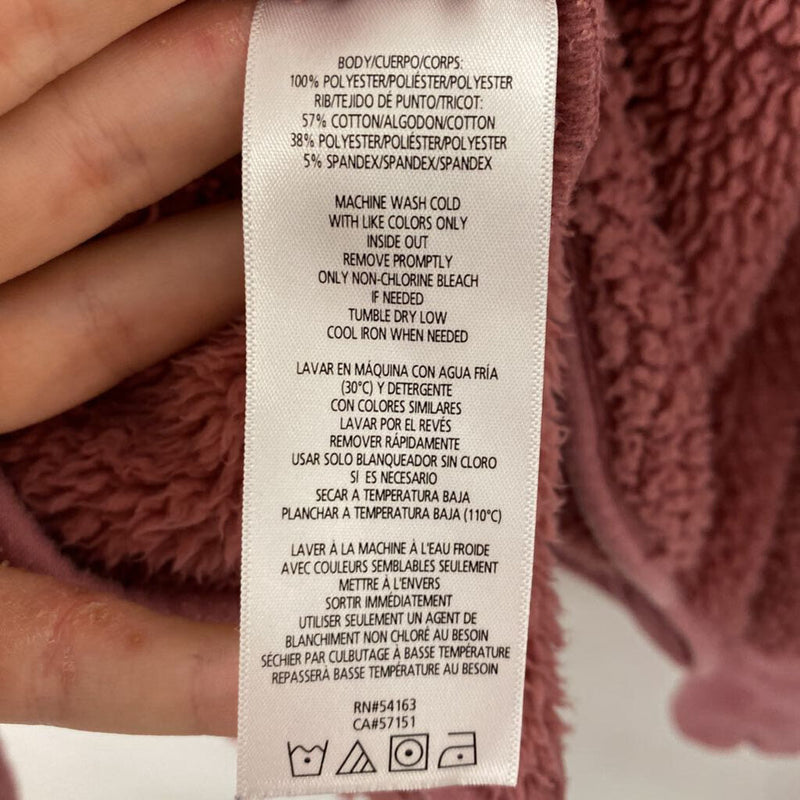 BODY/CUERPO/CORPS:
100% POLYESTER/POLIÉSTER/POLYESTER
RIB/TEJIDO DE PUNTO/TRICOT:
57% COTTON/ALGODON/COTTON
38% POLYESTER/POLIÉSTER/POLYESTER
5% SPANDEX/SPANDEX/SPANDEX
MACHINE WASH COLD
WITH LIKE COLORS ONLY
INSIDE OUT
REMOVE PROMPTLY
ONLY NON-CHLORINE BLEACH
IF NEEDED
TUMBLE DRY LOW
COOL IRON WHEN NEEDED
LAVAR EN MÁQUINA CON AGUA FRÍA
(30°C) Y DETERGENTE
CON COLORES SIMILARES
LAVAR POR EL REVÉS
REMOVER RÁPIDAMENTE
USAR SOLO BLANQUEADOR SIN CLORO
SI ES NECESARIO
SECAR A TEMPERATURA BAJA
PLANCHAR A TEMPERATURA BAJA (110°C)
LAVER À LA MACHINE À L'EAU FROIDE
AVEC COULEURS SEMBLABLES SEULEMENT
METTRE À L'ENVERS
SORTIR IMMÉDIATEMENT
UTILISER SEULEMENT UN AGENT DE
BLANCHIMENT NON CHLORÉ AU BESOIN
SÉCHIER PAR CULBUTAGE À BASSE TEMPÉRATURE
REPASSERÀ BASSE TEMPÉRATURE AU BESOIN
RN#54163
CA#57151